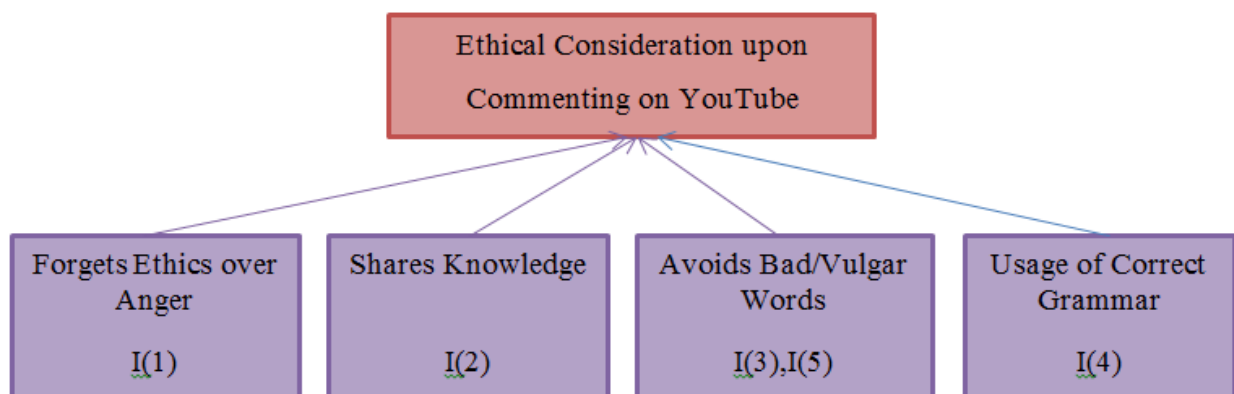 Ethical Consideration upon
Commenting on YouTube
Forgets Ethics over
Anger
I(1)
Shares Knowledge
I(2)
Avoids Bad/Vulgar
Words
I(3),I(5)
Usage of Correct
Grammar
I(4)